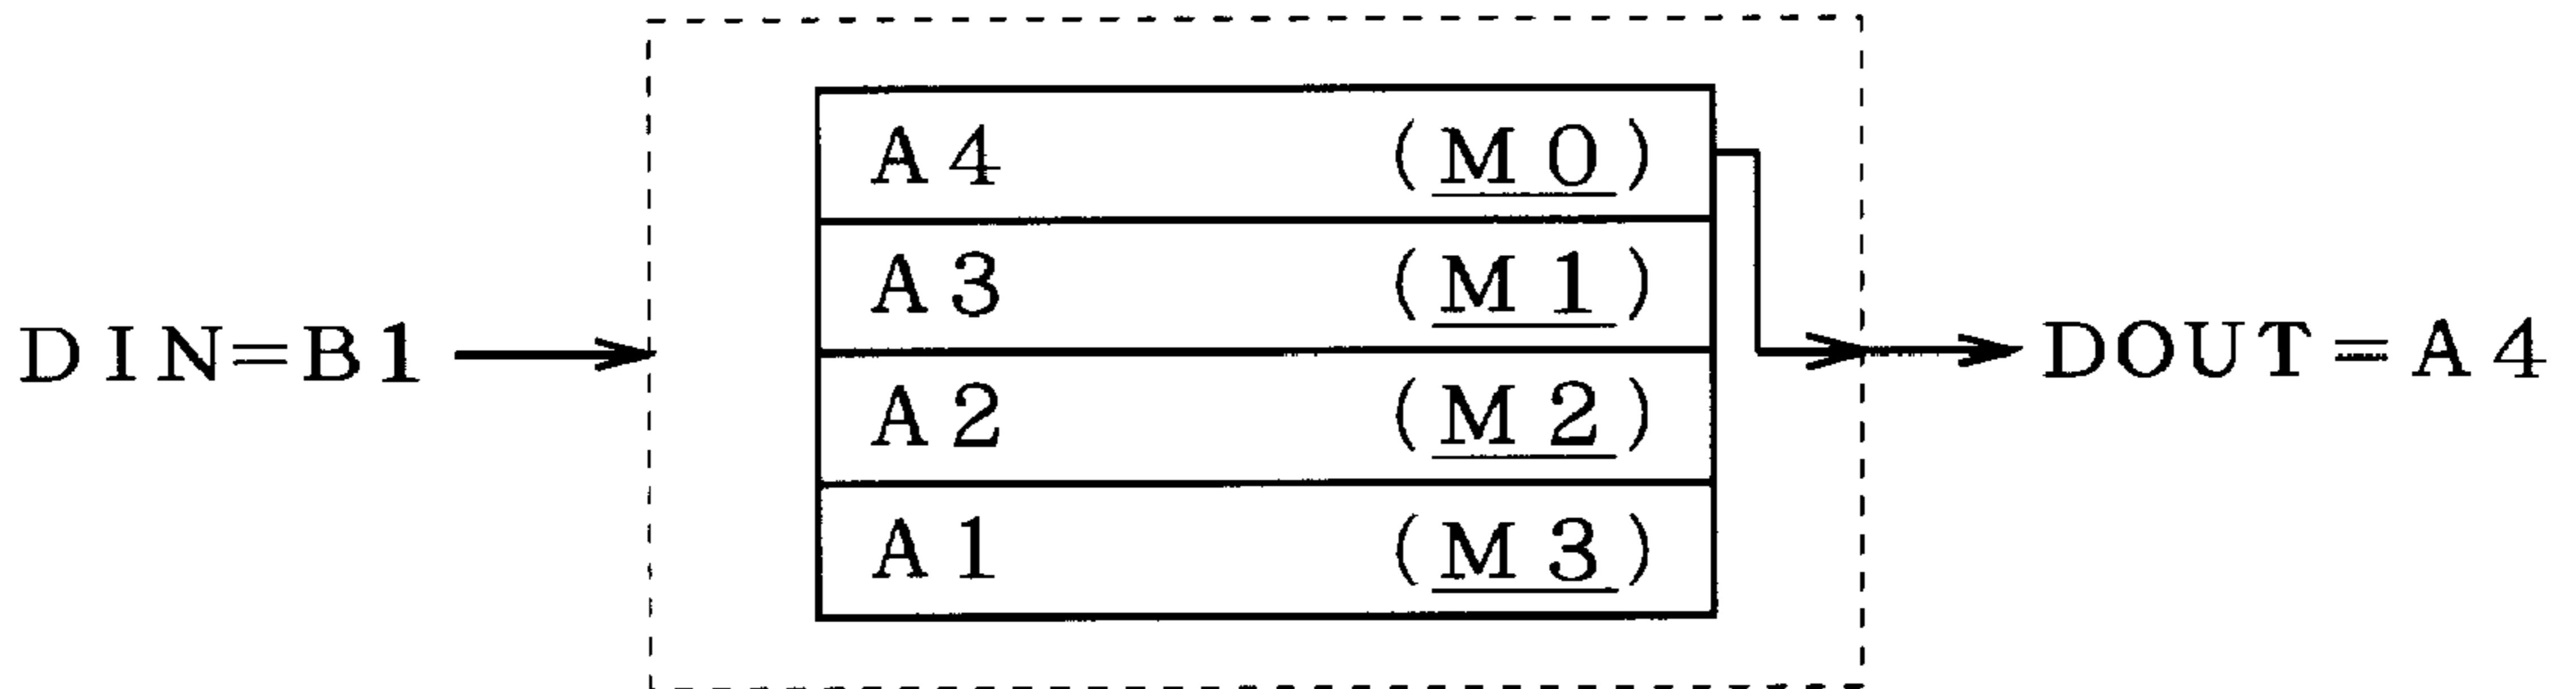 A4 (M0)
A3 (M1)
DIN=B1 DOUT=A4
A2 (M2)
A1 (M3)